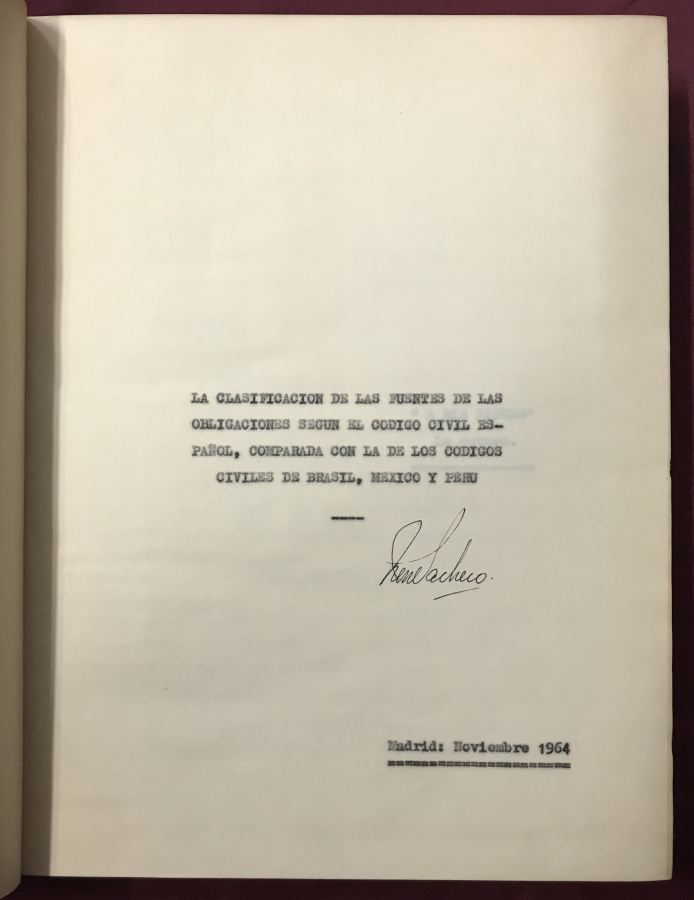 LA CLASIFICACION DE LAS FUENTES DE LAS
OBLIGACIONES SEGUN EL CODIGO CIVIL ES-
PAÑOL, COMPARADA CON LA DE LOS CODIGOS
CIVILES DE BRASIL, MEXICO Y PERU
Madrid: Noviembre 1964